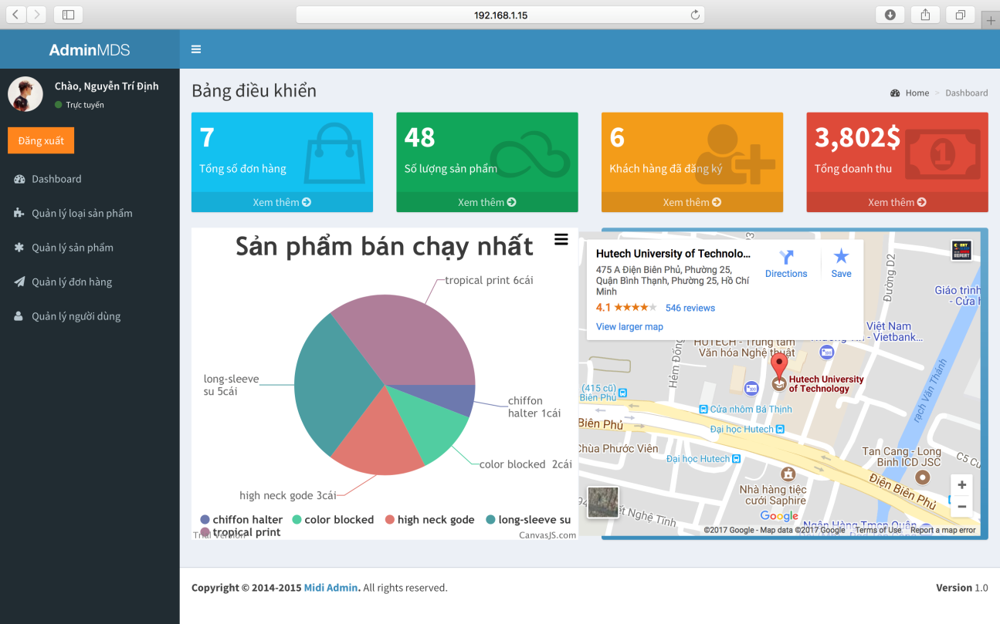 192.168.1.15
AdminMDS
Chào, Nguyễn Trí Định
Trực tuyến
Đăng xuất
Dashboard
Quản lý loại sản phẩm
Quản lý sản phẩm
Quản lý đơn hàng
Quản lý người dùng
Bảng điều khiển
Home > Dashboard
7
Tổng số đơn hàng
Xem thêm
48
Số lượng sản phẩm
Xem thêm
6
Khách hàng đã đăng ký
Xem thêm
3,802$
Tổng doanh thu
Xem thêm
Sản phẩm bán chạy nhất
tropical print 6cái
long-sleeve
su 5cái
chiffon
halter 1cái
color blocked 2cái
high neck gode 3cái
chiffon halter color blocked high neck gode long-sleeve su
tropical print
Trial Version
CanvasJS.com
Hutech University of Technolo...
475 A Điện Biên Phủ, Phường 25,
Quận Bình Thạnh, Phường 25, Hồ Chí
Minh
4.1 546 reviews
View larger map
Directions
Save
Đường D2
Giáo trình
- Cửa h
Việt Nam
- Vietbank...
HUTECH - Trung tâm
Văn hóa Nghệ thuật
Hẻm Đồng
Hutech University
of Technology
(415 cũ)
Biên Phủ
Cửa nhôm Bá Thịnh
Đại học Hutech
Biên Phủ
Chùa Phước Viên
Đại học Hutech
rạch Văn Thánh
Tan Cang - Long
Binh ICD JSC
C5 Cu
Điện Biên Phủ
Nhà hàng tiệc
cưới Saphire
ết Nghệ Tĩnh
Google
Ngân Hàng Tmcp Quân
©2017 Google - Map data ©2017 Google Terms of Use Report a map error
Copyright © 2014-2015 Midi Admin. All rights reserved.
Version 1.0